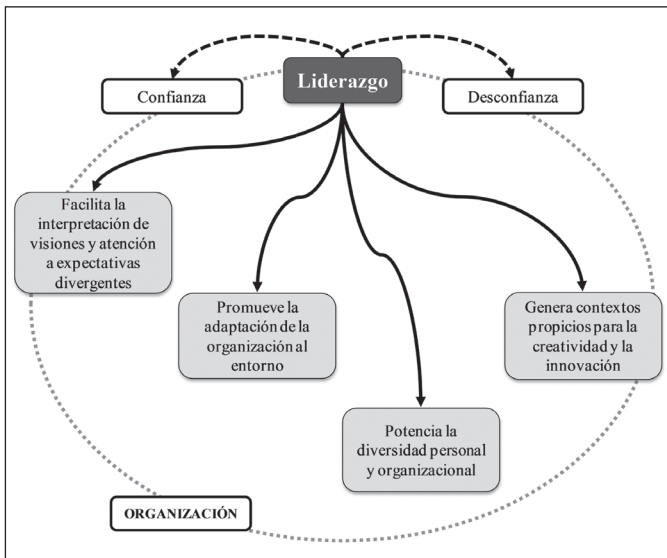 Liderazgo
Confianza
Desconfianza
Facilita la
interpretación de
visiones y atención
a expectativas
divergentes
Promueve la
adaptación de la
organización al
entorno
Genera contextos
propicios para la
creatividad y la
innovación
Potencia la
diversidad personal
y organizacional
ORGANIZACIÓN